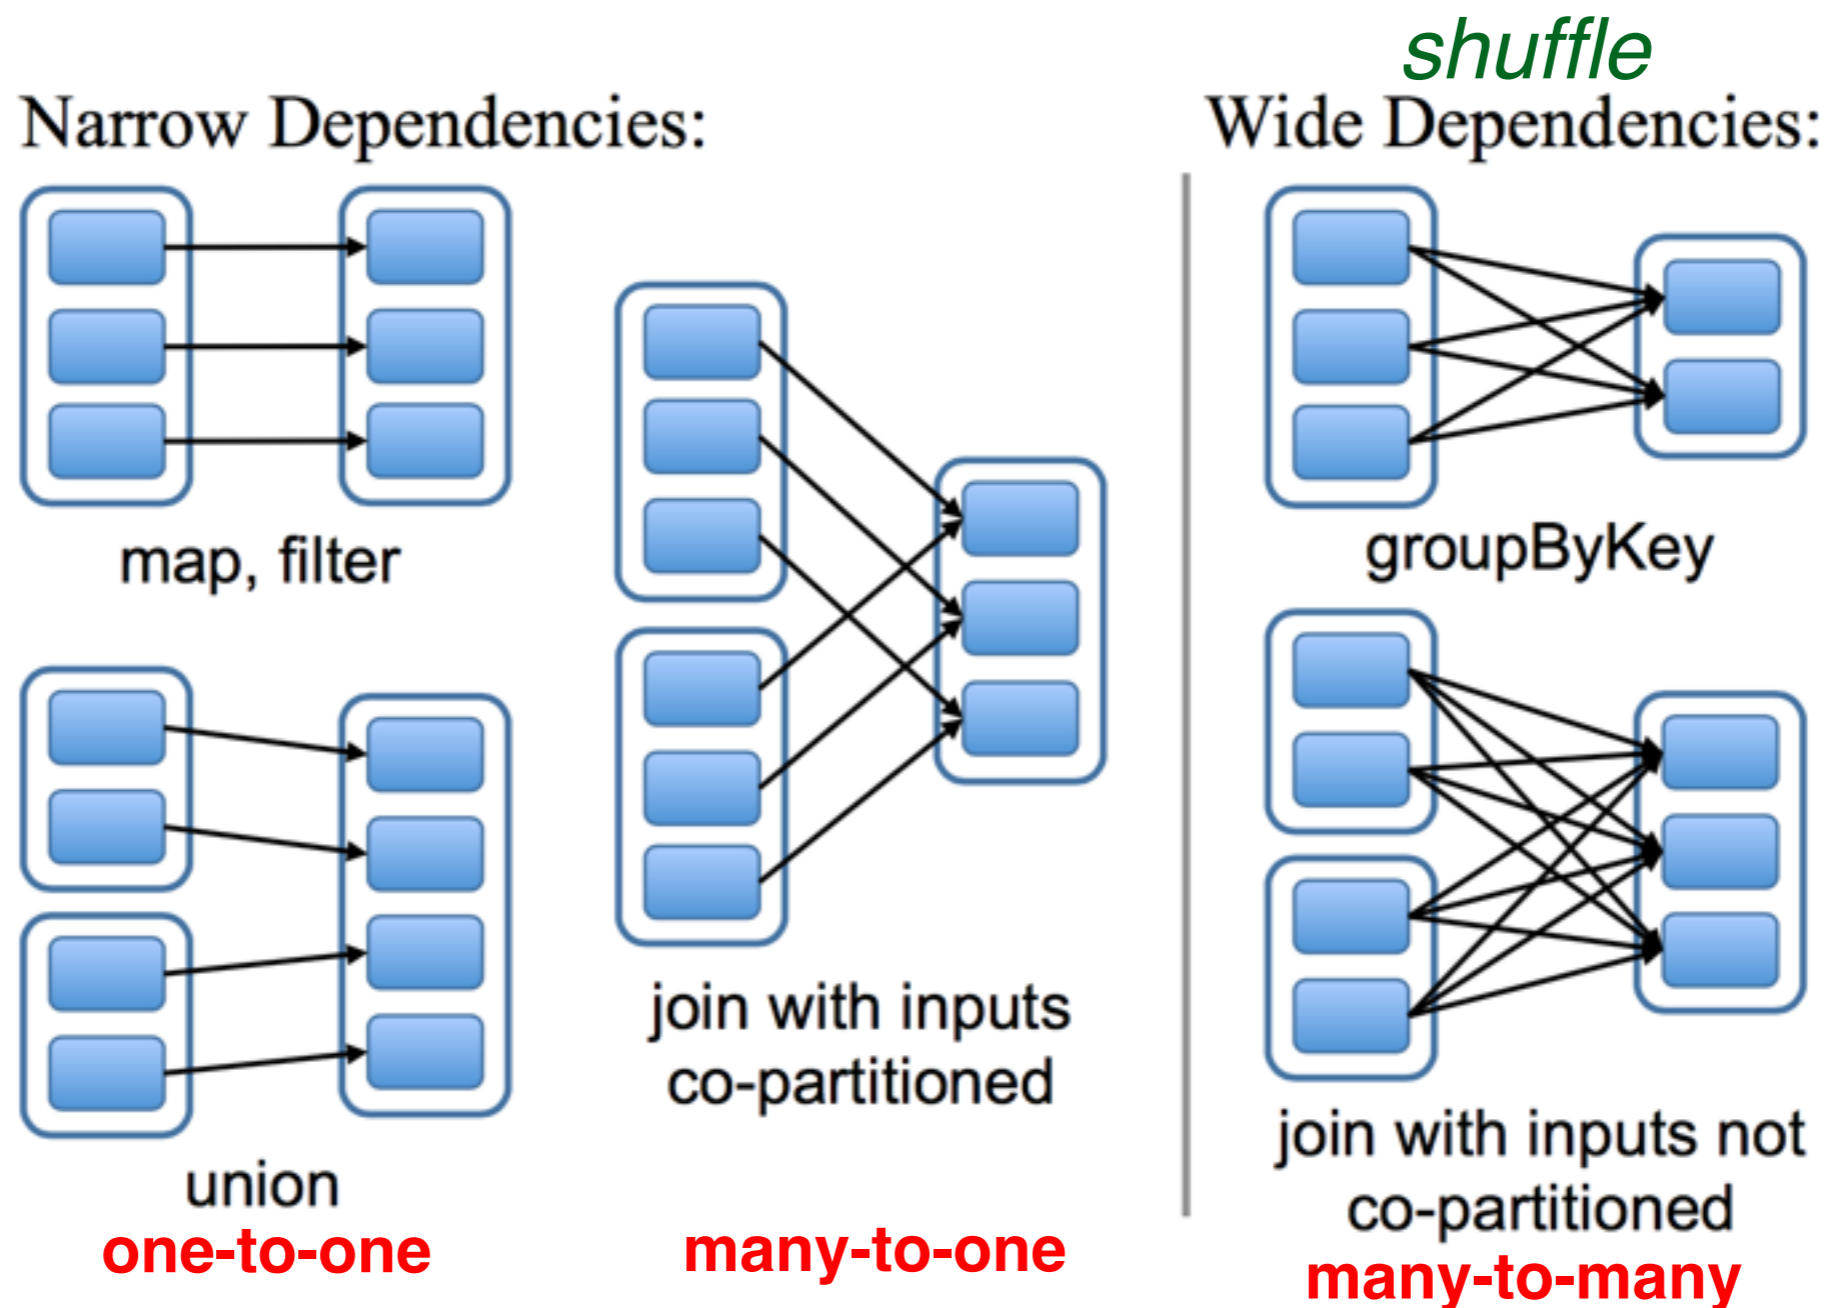 shuffle
Narrow Dependencies:
Wide Dependencies:
map, filter
groupByKey
join with inputs
co-partitioned
join with inputs not
co-partitioned
union
one-to-one
many-to-one
many-to-many